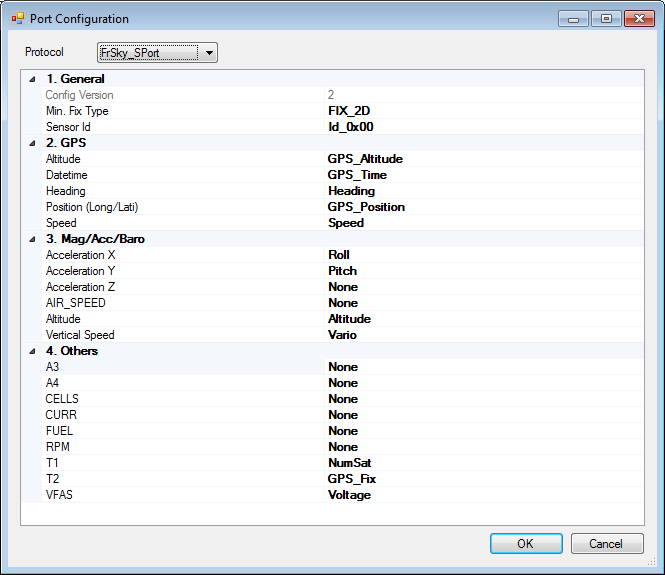 Port Configuration
Protocol FrSky_SPort
1. General
Config Version 2
Min. Fix Type FIX_2D
Sensor Id Id_0x00
2. GPS
Altitude GPS_Altitude
Datetime GPS_Time
Heading Heading
Position (Long/Lati) GPS_Position
Speed Speed
3. Mag/Acc/Baro
Acceleration X Roll
Acceleration Y Pitch
Acceleration Z None
AIR_SPEED None
Altitude Altitude
Vertical Speed Vario
4. Others
A3 None
A4 None
CELLS None
CURR None
FUEL None
RPM None
T1 NumSat
T2 GPS_Fix
VFAS Voltage
OK Cancel